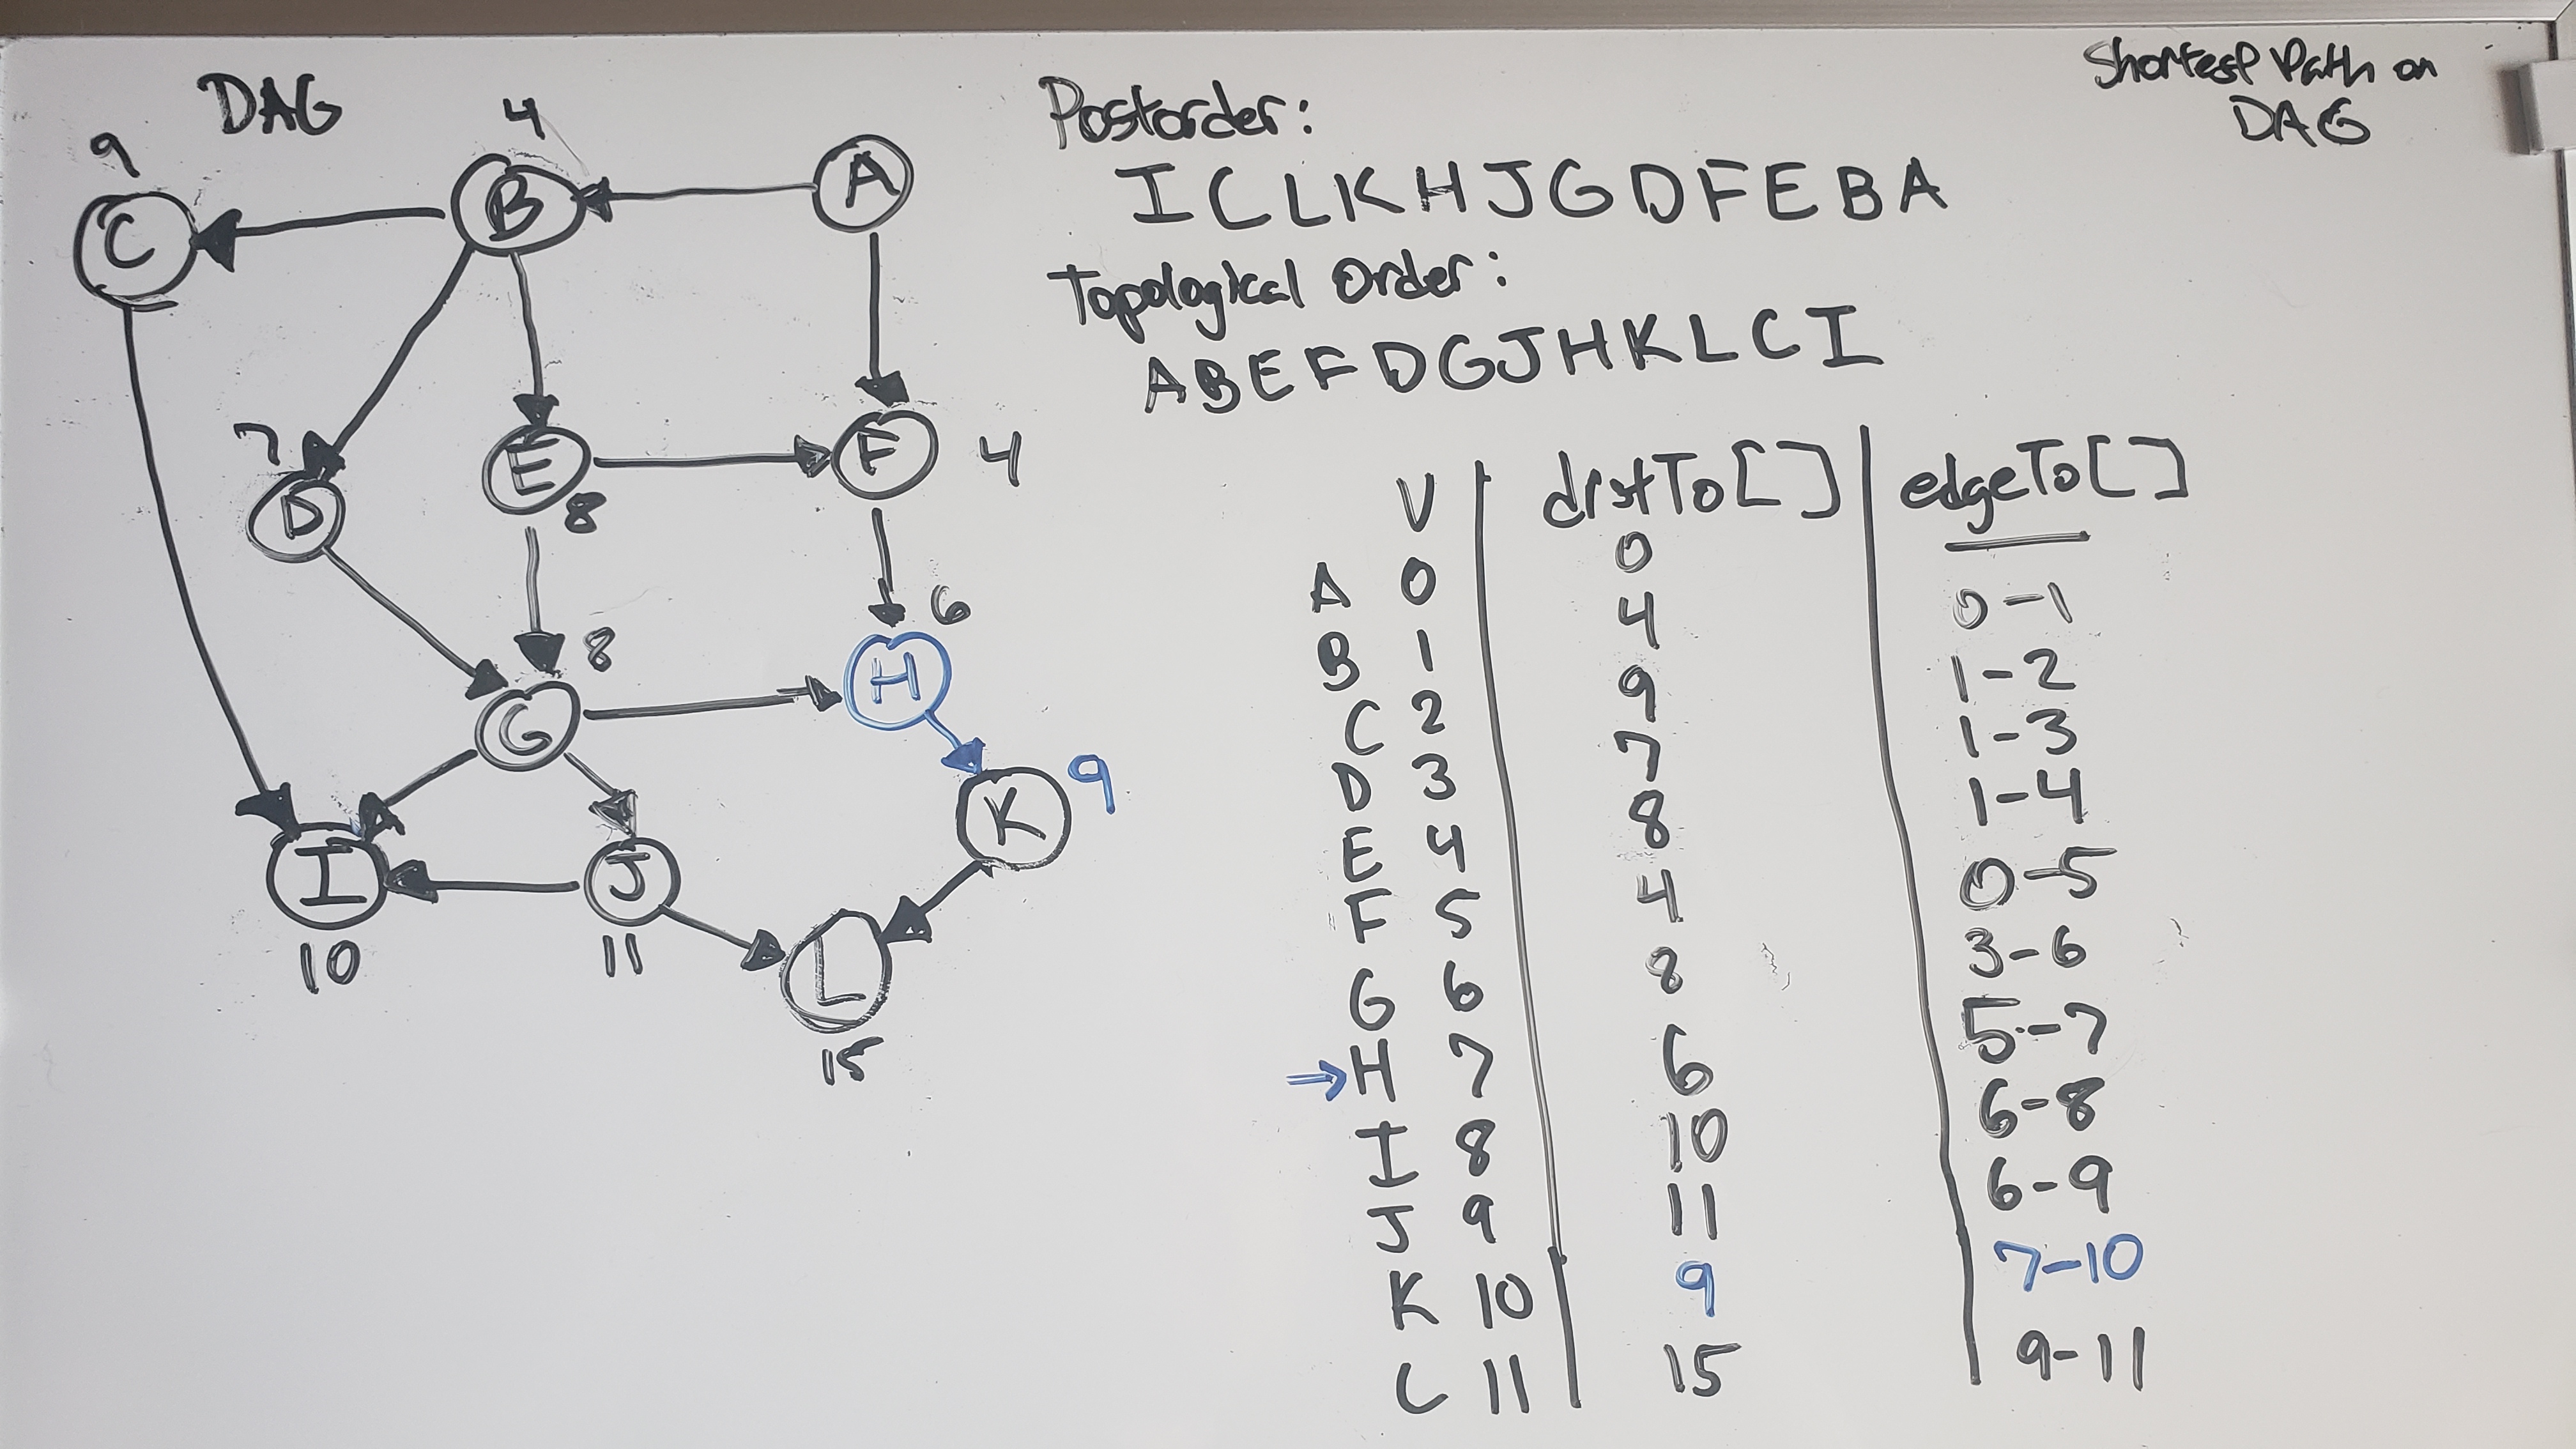 DAG
4
9
C
B
A
7
D
E
8
F
4
8
6
G
H
K
9
I
J
10
11
L
15
Postorder:
I C L K H J G D F E B A
Topological Order:
A B E F D G J H K L C I
Shortest Path on
DAG
V distTo[] edgeTo[]
A 0 0 —
B 1 4 0-1
C 2 9 1-2
D 3 7 1-3
E 4 8 1-4
F 5 4 0-5
G 6 8 3-6
→ H 7 6 5-7
I 8 10 6-8
J 9 11 6-9
K 10 9 7-10
L 11 15 9-11